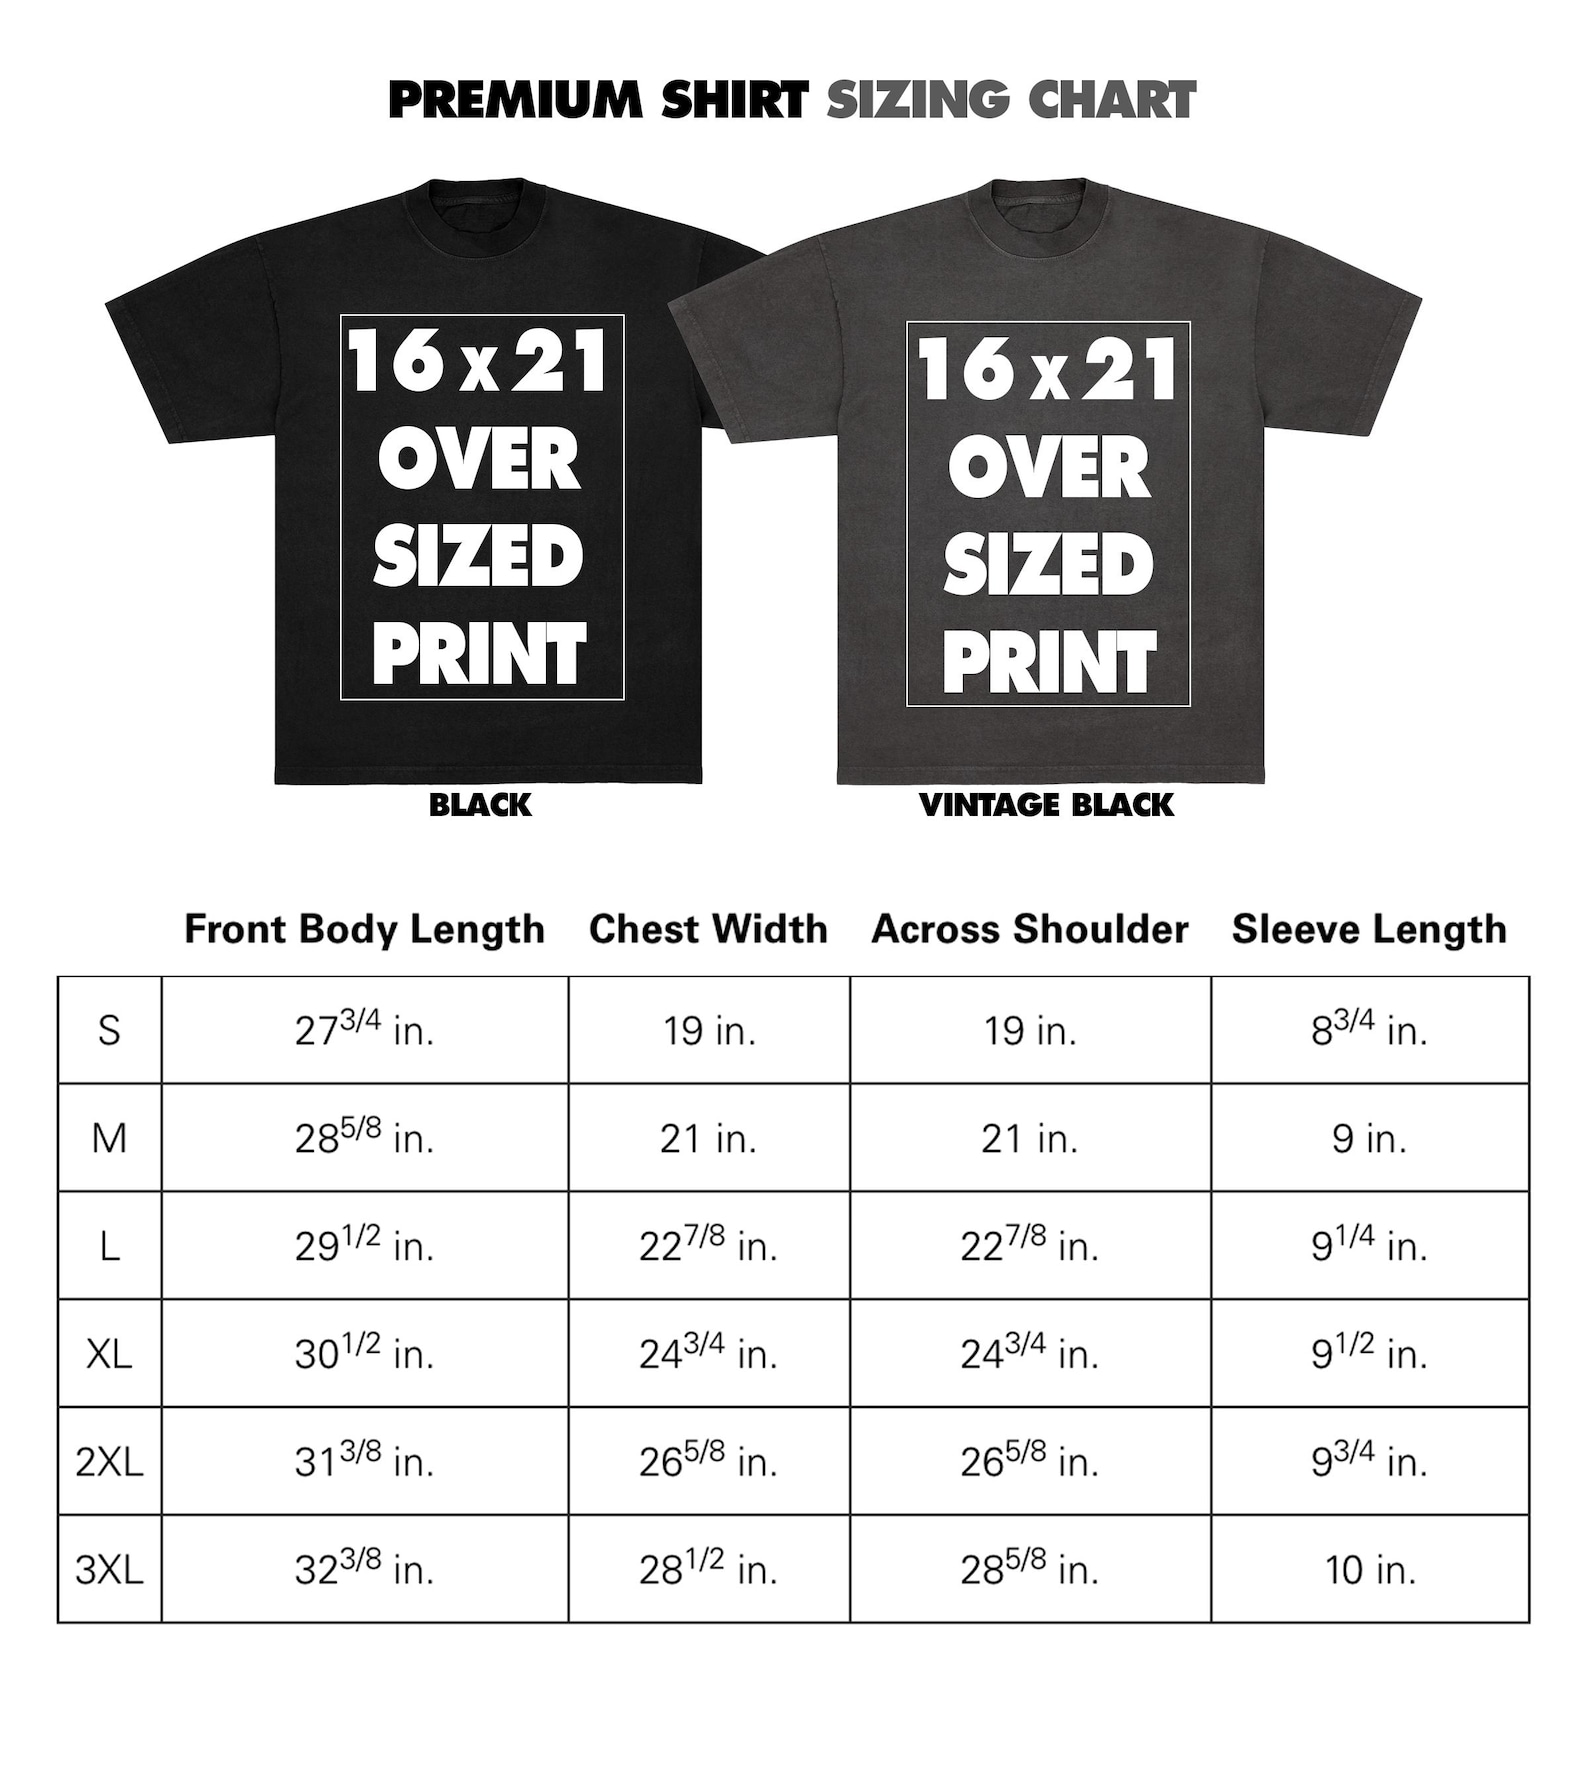 PREMIUM SHIRT SIZING CHART
16 x 21
OVER
SIZED
PRINT
16 x 21
OVER
SIZED
PRINT
BLACK
VINTAGE BLACK
Front Body Length Chest Width Across Shoulder Sleeve Length
S 27 3/4 in. 19 in. 19 in. 8 3/4 in.
M 28 5/8 in. 21 in. 21 in. 9 in.
L 29 1/2 in. 22 7/8 in. 22 7/8 in. 9 1/4 in.
XL 30 1/2 in. 24 3/4 in. 24 3/4 in. 9 1/2 in.
2XL 31 3/8 in. 26 5/8 in. 26 5/8 in. 9 3/4 in.
3XL 32 3/8 in. 28 1/2 in. 28 5/8 in. 10 in.